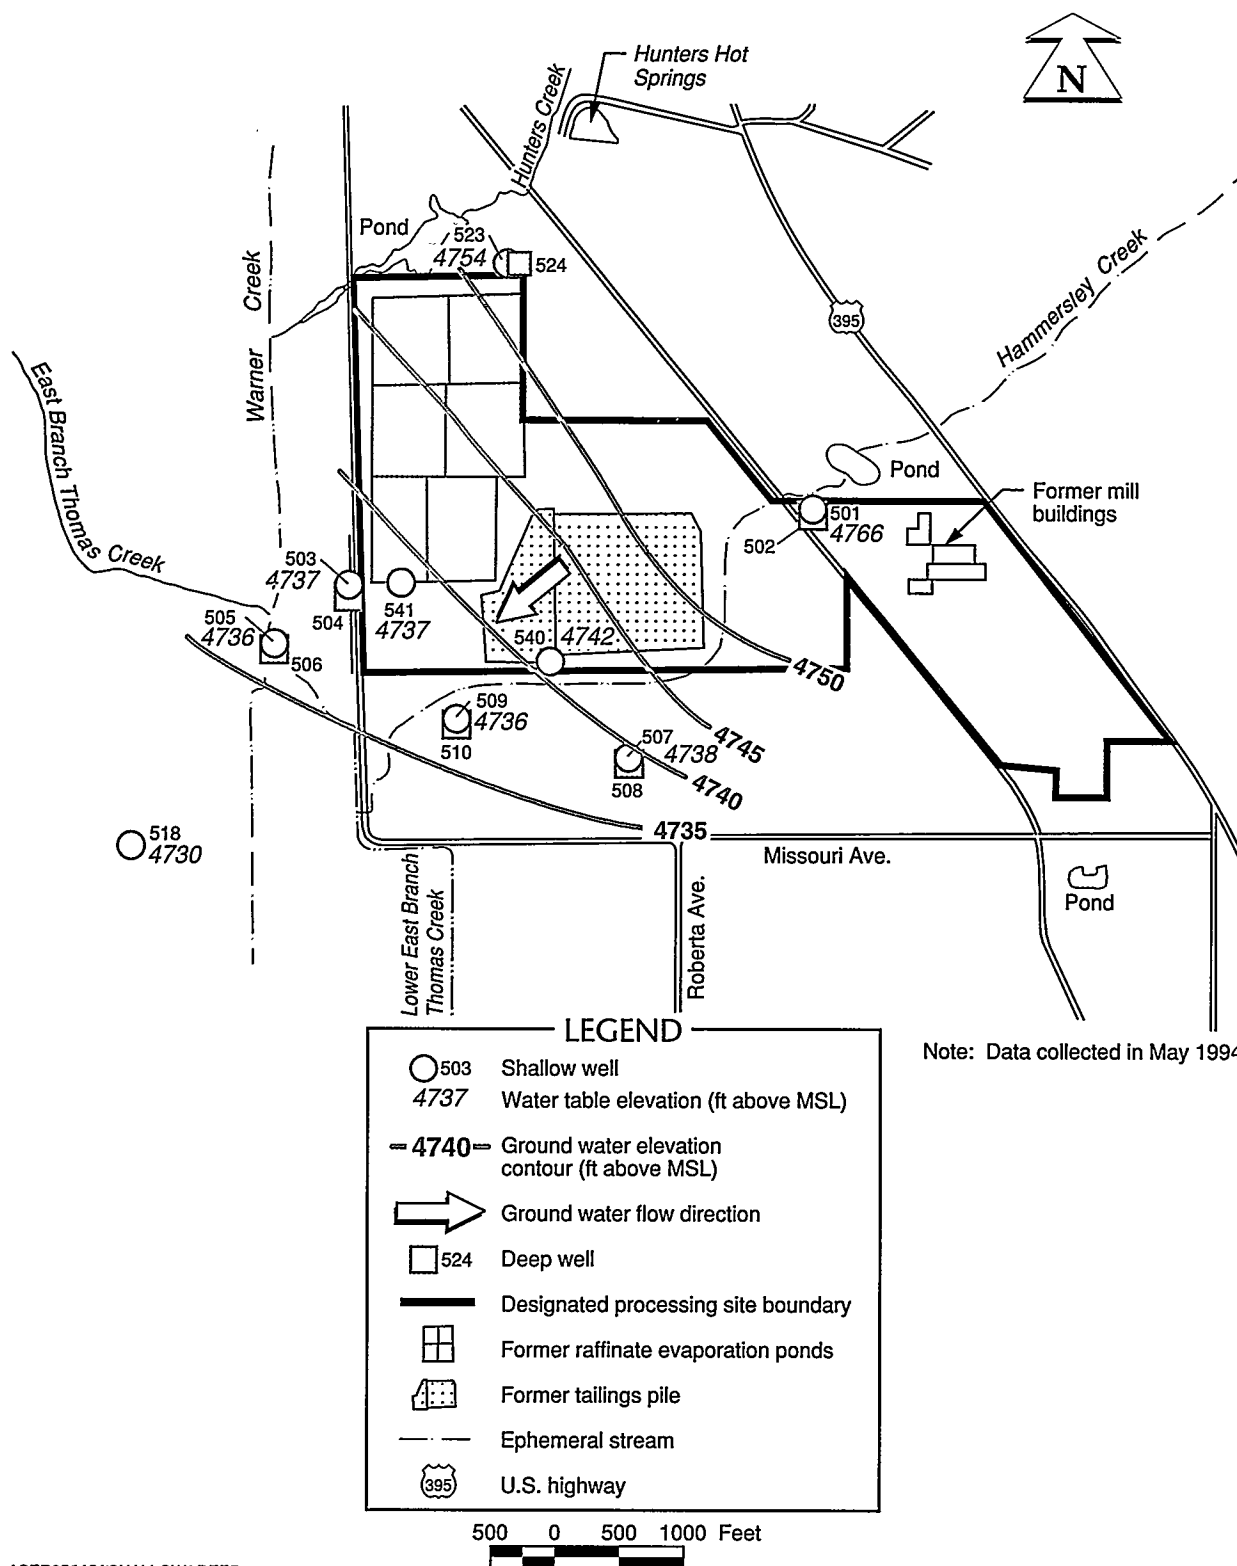 Hunters Hot
Springs
N
Hunters Creek
Pond
523
4754
524
Warner Creek
395
Hammersley Creek
East Branch Thomas Creek
Pond
Former mill
buildings
501
4766
502
503
4737
504
541
4737
505
4736
506
540
4742
4750
509
4736
510
507
4738
508
4745
4740
4735
518
4730
Missouri Ave.
Pond
Lower East Branch
Thomas Creek
Roberta Ave.
Note: Data collected in May 1994
LEGEND
503 Shallow well
4737 Water table elevation (ft above MSL)
4740 Ground water elevation
contour (ft above MSL)
Ground water flow direction
524 Deep well
Designated processing site boundary
Former raffinate evaporation ponds
Former tailings pile
Ephemeral stream
395 U.S. highway
500 0 500 1000 Feet